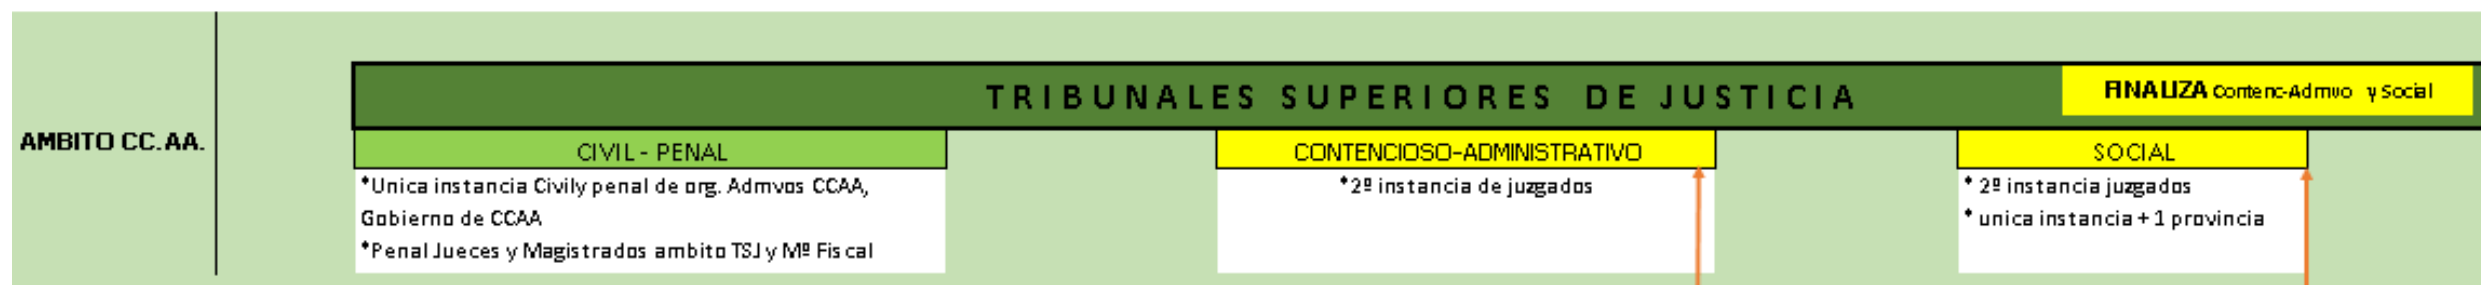 AMBITO CC.AA.
TRIBUNALES SUPERIORES DE JUSTICIA
FINALIZA Contenc-Admvo y Social
CIVIL - PENAL
*Unica instancia Civily penal de org. Admvos CCAA,
Gobierno de CCAA
*Penal Jueces y Magistrados ambito TSJ y Mº Fiscal
CONTENCIOSO-ADMINISTRATIVO
*2º instancia de juzgados
SOCIAL
* 2º instancia juzgados
* unica instancia + 1 provincia